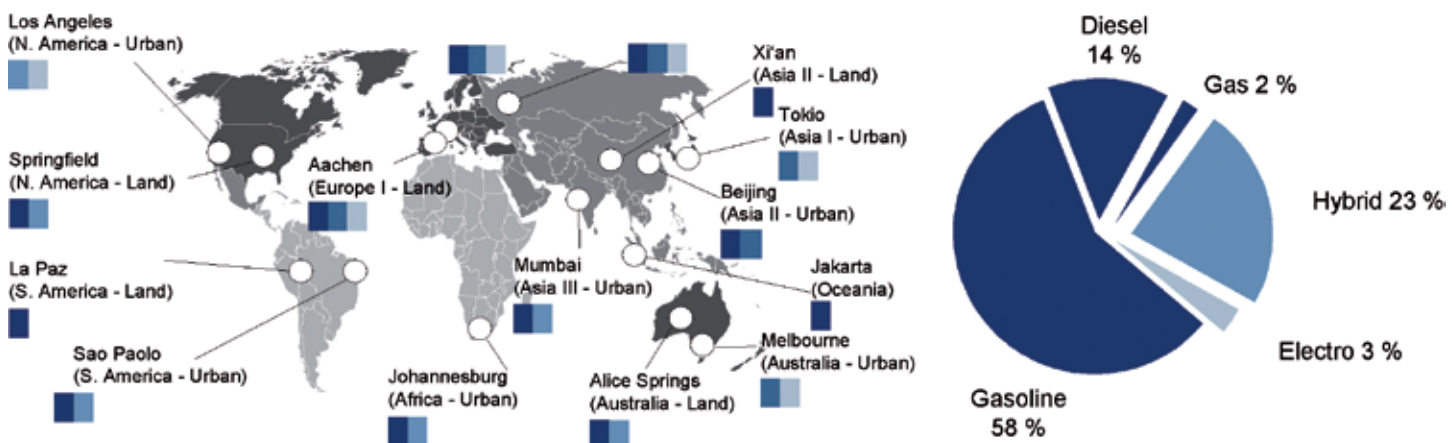 Los Angeles
(N. America - Urban)
Springfield
(N. America - Land)
La Paz
(S. America - Land)
Sao Paolo
(S. America - Urban)
Aachen
(Europe I - Land)
Johannesburg
(Africa - Urban)
Mumbai
(Asia III - Urban)
Alice Springs
(Australia - Land)
Xi'an
(Asia II - Land)
Tokio
(Asia I - Urban)
Beijing
(Asia II - Urban)
Jakarta
(Oceania)
Melbourne
(Australia - Urban)
Diesel
14 %
Gas 2 %
Hybrid 23 %
Electro 3 %
Gasoline
58 %